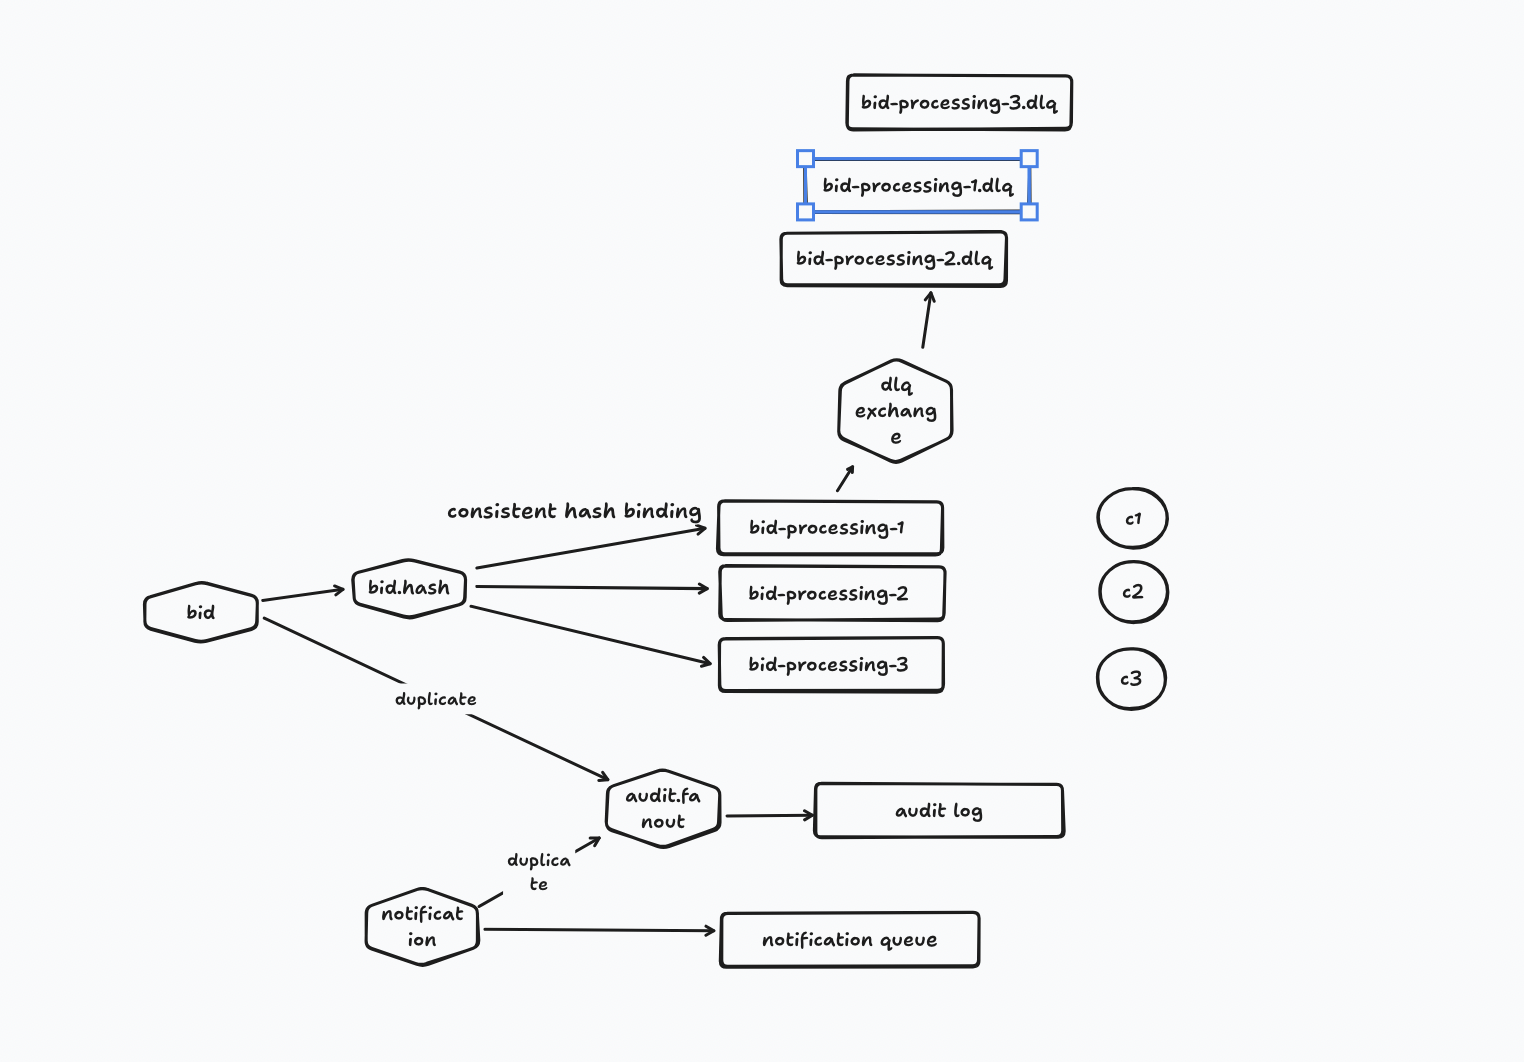 bid-processing-3.dlq
bid-processing-1.dlq
bid-processing-2.dlq
dlq
exchang
e
consistent hash binding
bid-processing-1
c1
bid.hash
bid-processing-2
c2
bid
bid-processing-3
c3
duplicate
audit.fa
nout
audit log
duplica
te
notificat
ion
notification queue